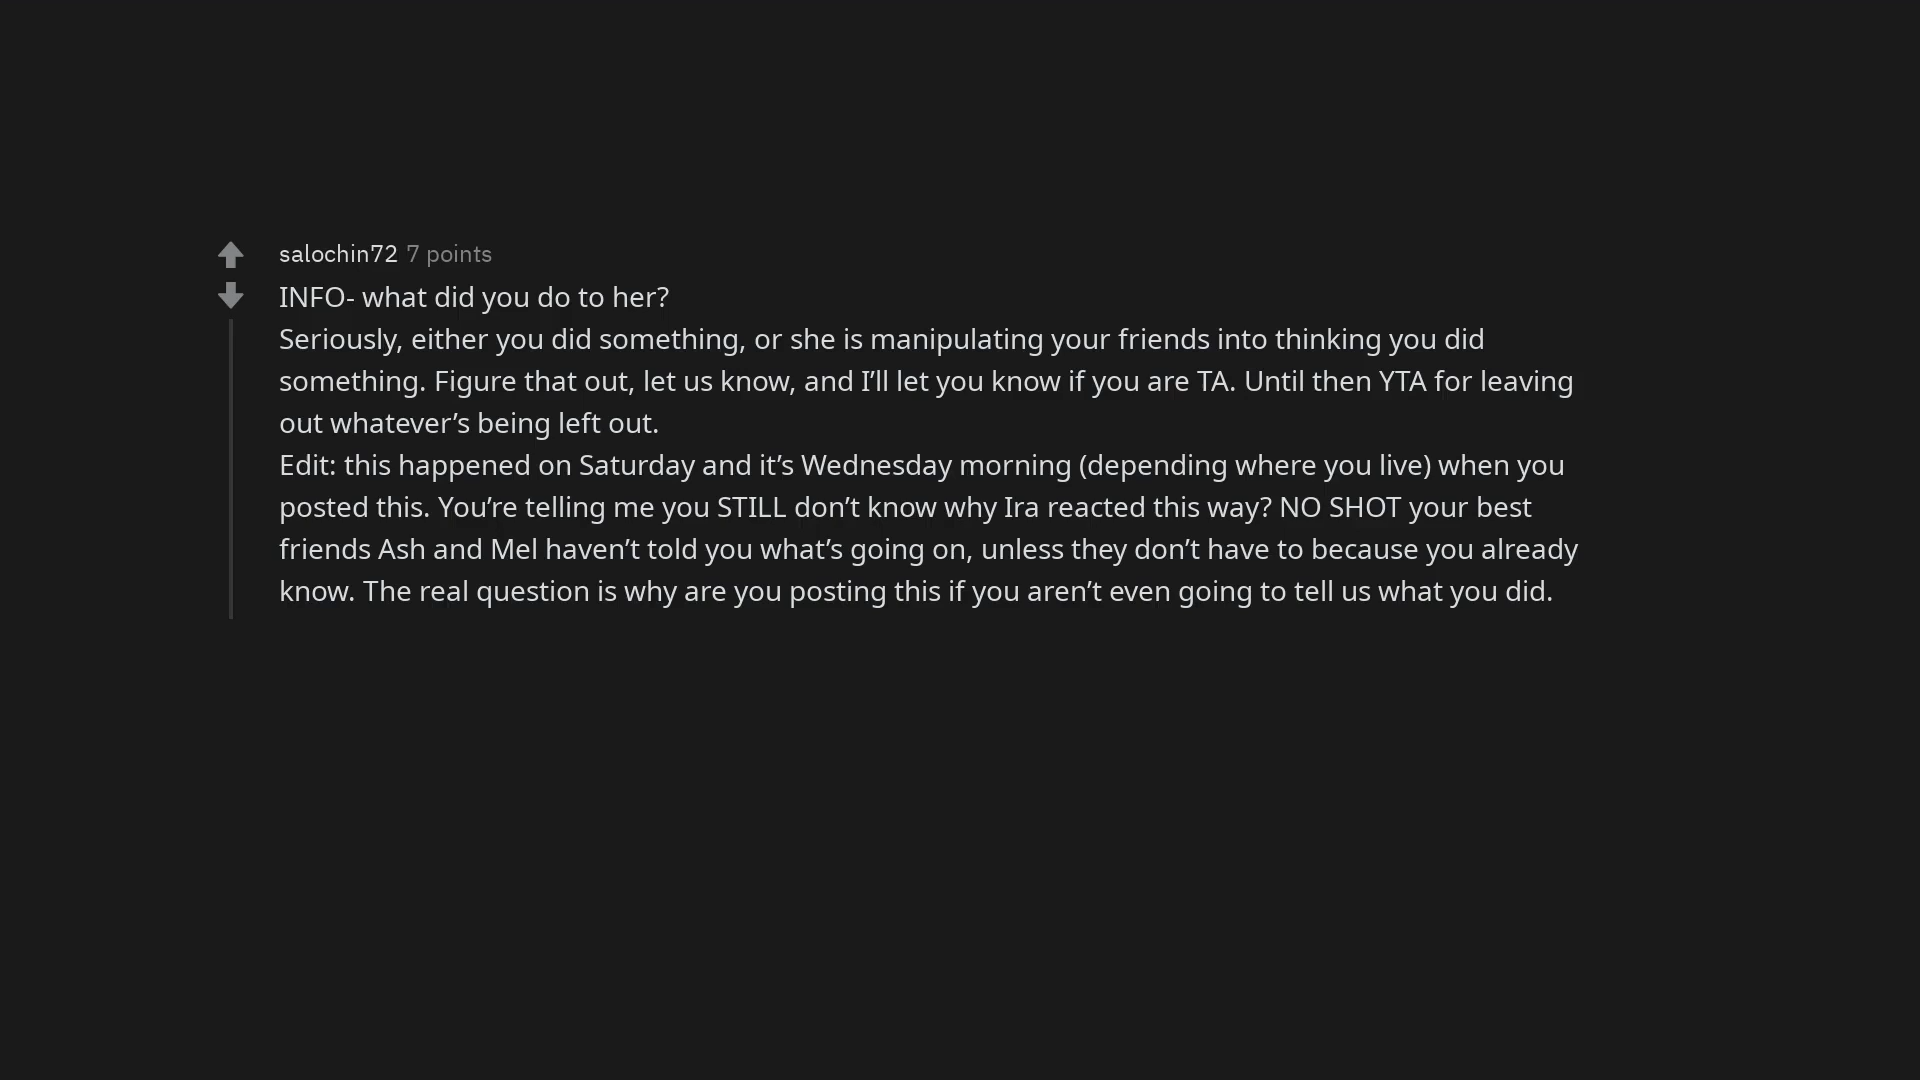 salochin72 7 points
INFO- what did you do to her?
Seriously, either you did something, or she is manipulating your friends into thinking you did
something. Figure that out, let us know, and I’ll let you know if you are TA. Until then YTA for leaving
out whatever’s being left out.
Edit: this happened on Saturday and it’s Wednesday morning (depending where you live) when you
posted this. You’re telling me you STILL don’t know why Ira reacted this way? NO SHOT your best
friends Ash and Mel haven’t told you what’s going on, unless they don’t have to because you already
know. The real question is why are you posting this if you aren’t even going to tell us what you did.